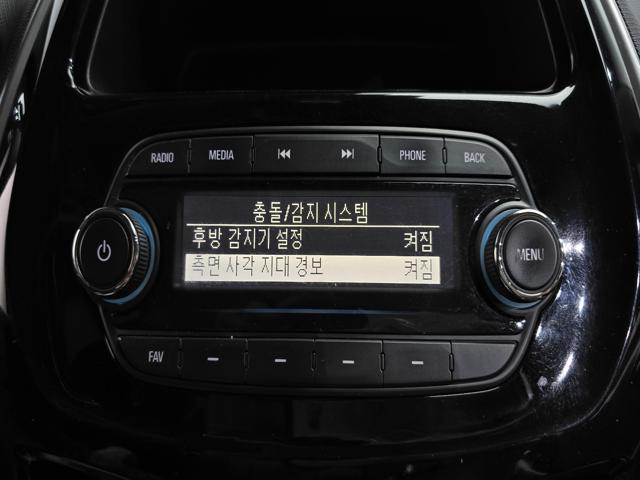 RADIO MEDIA PHONE BACK
충돌/감지 시스템
후방 감지기 설정 켜짐
측면 사각 지대 경보 켜짐
MENU
FAV